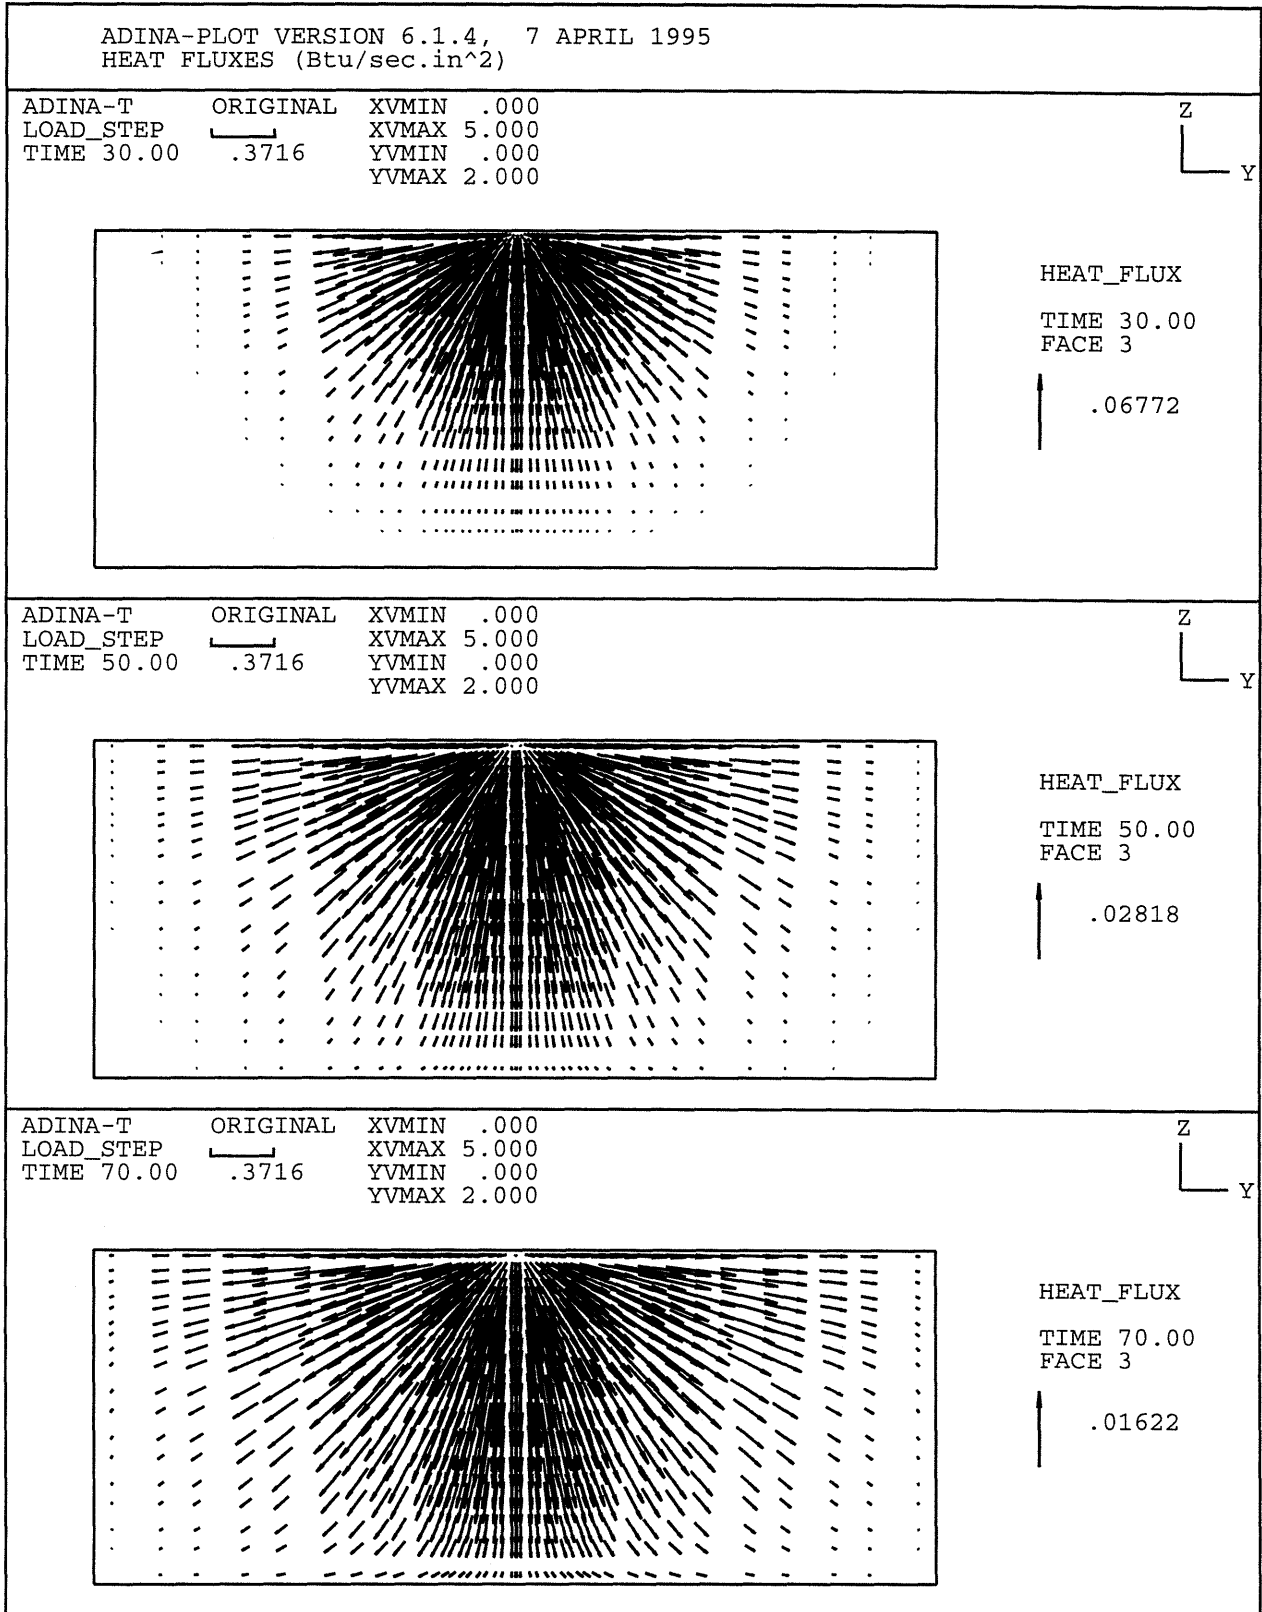 ADINA-PLOT VERSION 6.1.4, 7 APRIL 1995
HEAT FLUXES (Btu/sec.in^2)
ADINA-T ORIGINAL XVMIN .000
LOAD_STEP XVMAX 5.000
TIME 30.00 .3716 YVMIN .000
YVMAX 2.000
Z
Y
HEAT_FLUX
TIME 30.00
FACE 3
.06772
ADINA-T ORIGINAL XVMIN .000
LOAD_STEP XVMAX 5.000
TIME 50.00 .3716 YVMIN .000
YVMAX 2.000
Z
Y
HEAT_FLUX
TIME 50.00
FACE 3
.02818
ADINA-T ORIGINAL XVMIN .000
LOAD_STEP XVMAX 5.000
TIME 70.00 .3716 YVMIN .000
YVMAX 2.000
Z
Y
HEAT_FLUX
TIME 70.00
FACE 3
.01622